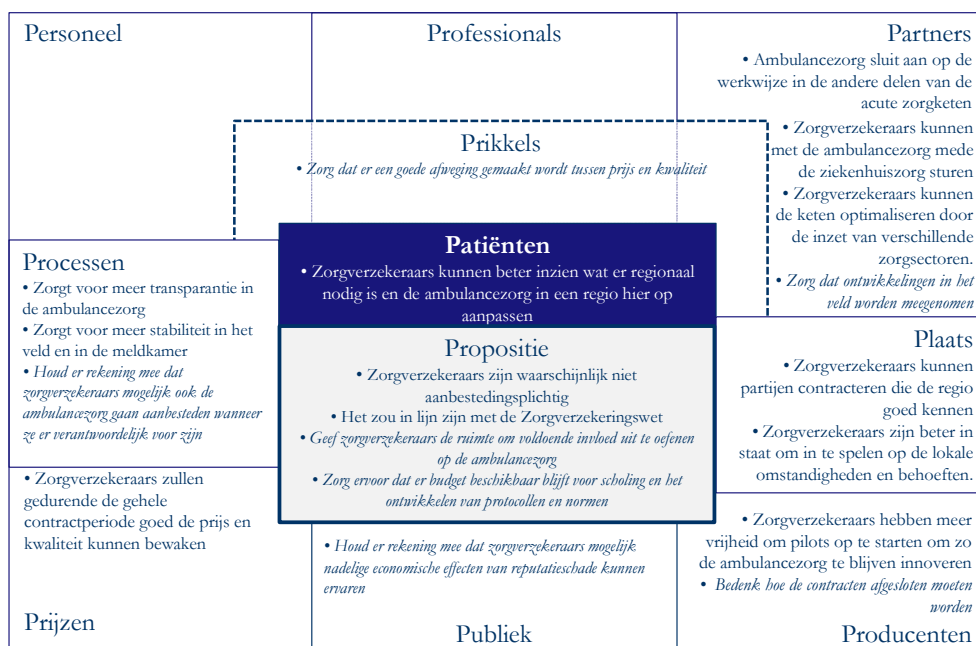 Personeel
Professionals
Partners
• Ambulancezorg sluit aan op de
werkwijze in de andere delen van de
acute zorgketen
• Zorgverzekeraars kunnen
met de ambulancezorg mede
de ziekenhuiszorg sturen
• Zorgverzekeraars kunnen
de keten optimaliseren door
de inzet van verschillende
zorgsectoren.
• Zorg dat ontwikkelingen in het
veld worden meegenomen
Prikkels
• Zorg dat er een goede afweging gemaakt wordt tussen prijs en kwaliteit
Patiënten
• Zorgverzekeraars kunnen beter inzien wat er regionaal
nodig is en de ambulancezorg in een regio hier op
aanpassen
Processen
• Zorgt voor meer transparantie in
de ambulancezorg
• Zorgt voor meer stabiliteit in het
veld en in de meldkamer
• Houd er rekening mee dat
zorgverzekeraars mogelijk ook de
ambulancezorg gaan aanbesteden wanneer
ze er verantwoordelijk voor zijn
Propositie
• Zorgverzekeraars zijn waarschijnlijk niet
aanbestedingsplichtig
• Het zou in lijn zijn met de Zorgverzekeringswet
• Geef zorgverzekeraars de ruimte om voldoende invloed uit te oefenen
op de ambulancezorg
• Zorg ervoor dat er budget beschikbaar blijft voor scholing en het
ontwikkelen van protocollen en normen
Plaats
• Zorgverzekeraars kunnen
partijen contracteren die de regio
goed kennen
• Zorgverzekeraars zijn beter in
staat om in te spelen op de lokale
omstandigheden en behoeften.
• Zorgverzekeraars zullen
gedurende de gehele
contractperiode goed de prijs en
kwaliteit kunnen bewaken
Prijzen
• Houd er rekening mee dat zorgverzekeraars mogelijk
nadelige economische effecten van reputatieschade kunnen
ervaren
Publiek
• Zorgverzekeraars hebben meer
vrijheid om pilots op te starten om zo
de ambulancezorg te blijven innoveren
• Bedenk hoe de contracten afgesloten moeten
worden
Producenten